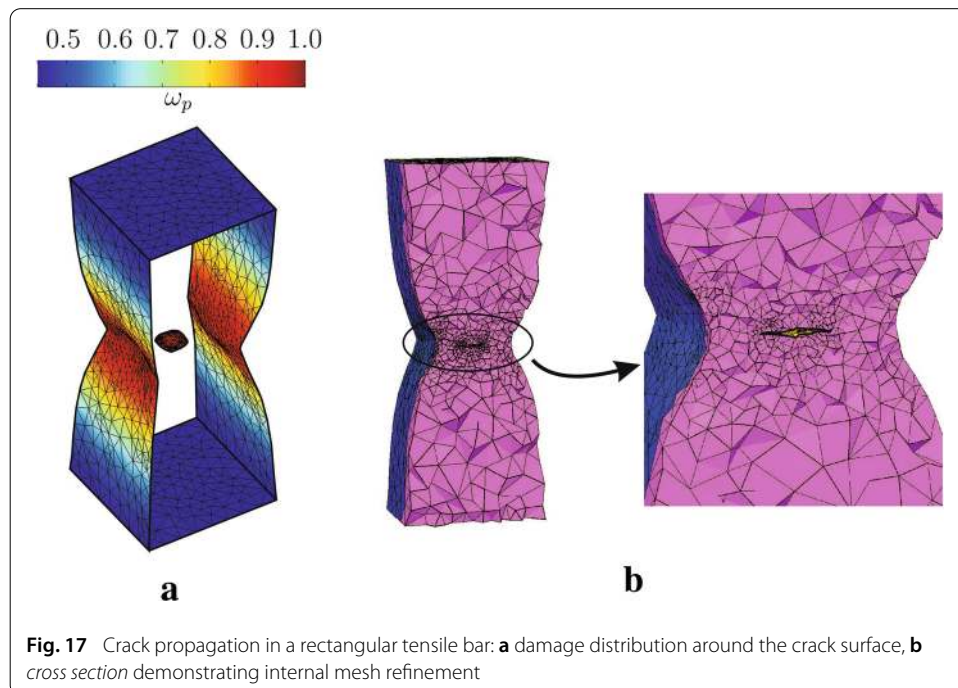 0.5 0.6 0.7 0.8 0.9 1.0
ω_p
a
b
Fig. 17 Crack propagation in a rectangular tensile bar: a damage distribution around the crack surface, b
cross section demonstrating internal mesh refinement